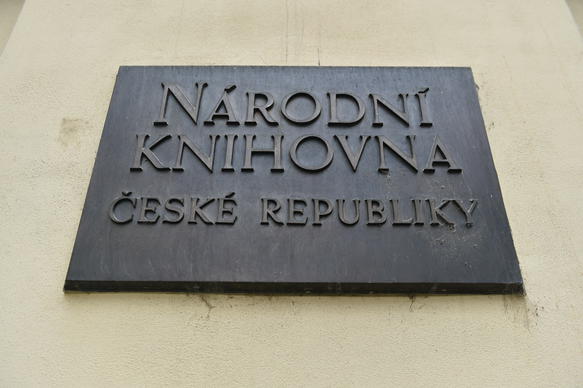 NÁRODNÍ
KNIHOVNA
ČESKÉ REPUBLIKY